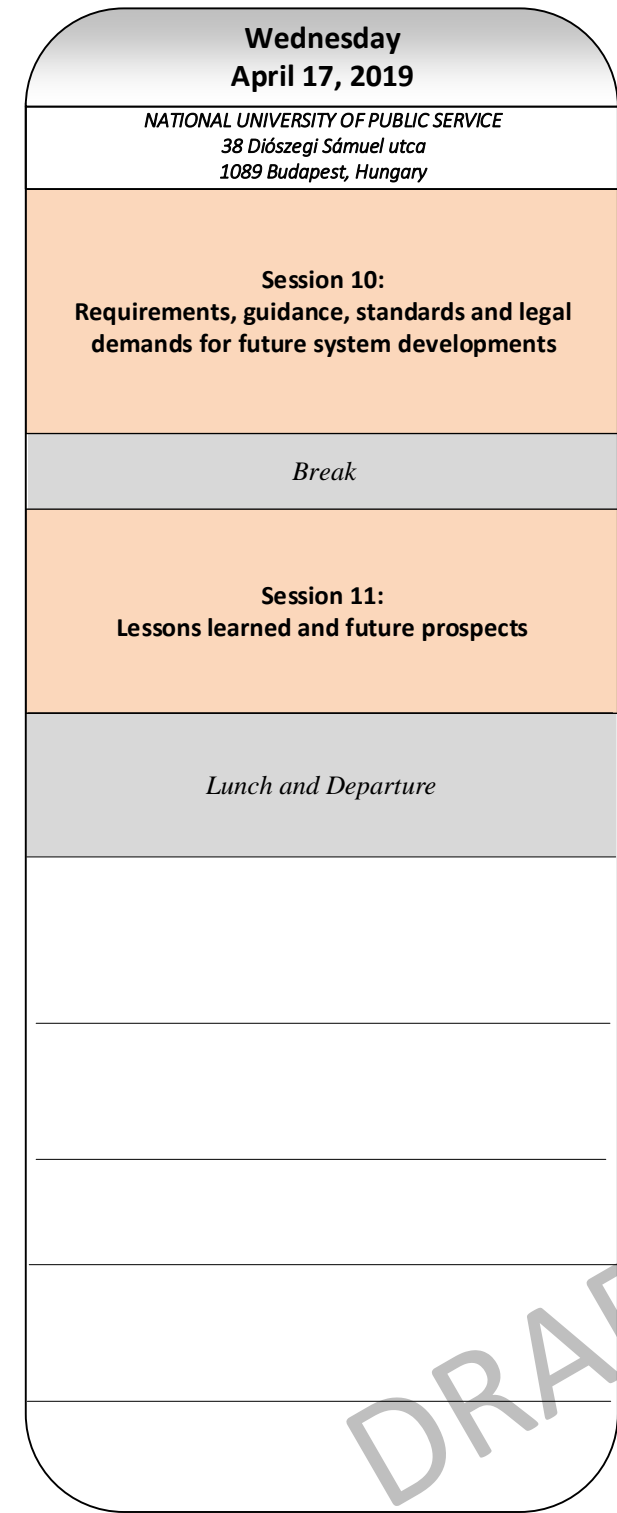 Wednesday
April 17, 2019
NATIONAL UNIVERSITY OF PUBLIC SERVICE
38 Diószegi Sámuel utca
1089 Budapest, Hungary
Session 10:
Requirements, guidance, standards and legal
demands for future system developments
Break
Session 11:
Lessons learned and future prospects
Lunch and Departure